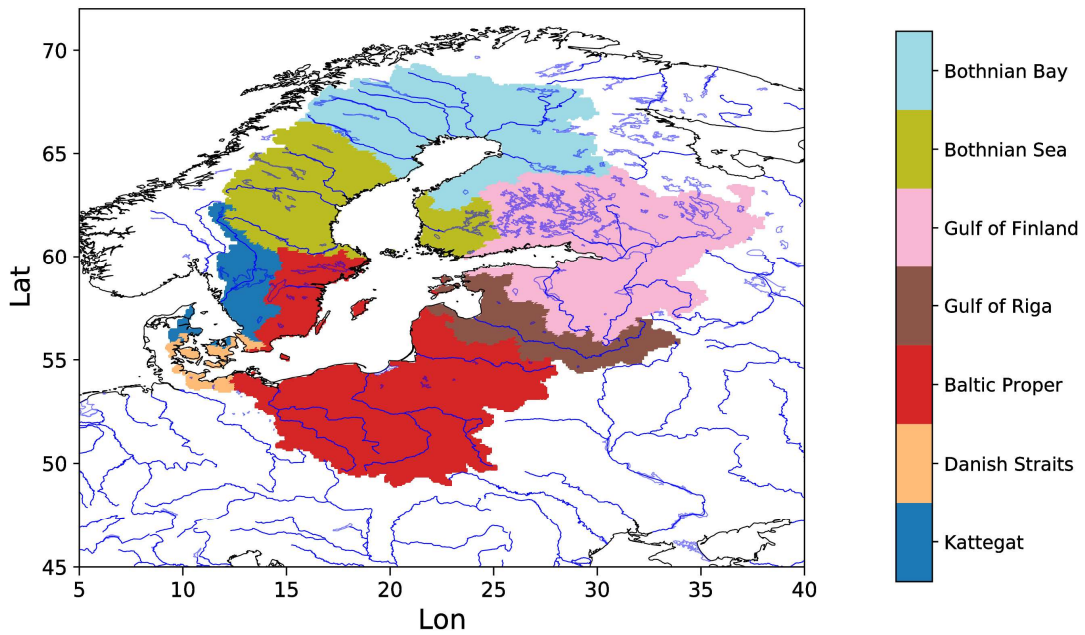 70
65
60
55
50
45
5
10
15
20
25
30
35
40
Lat
Lon
Bothnian Bay
Bothnian Sea
Gulf of Finland
Gulf of Riga
Baltic Proper
Danish Straits
Kattegat